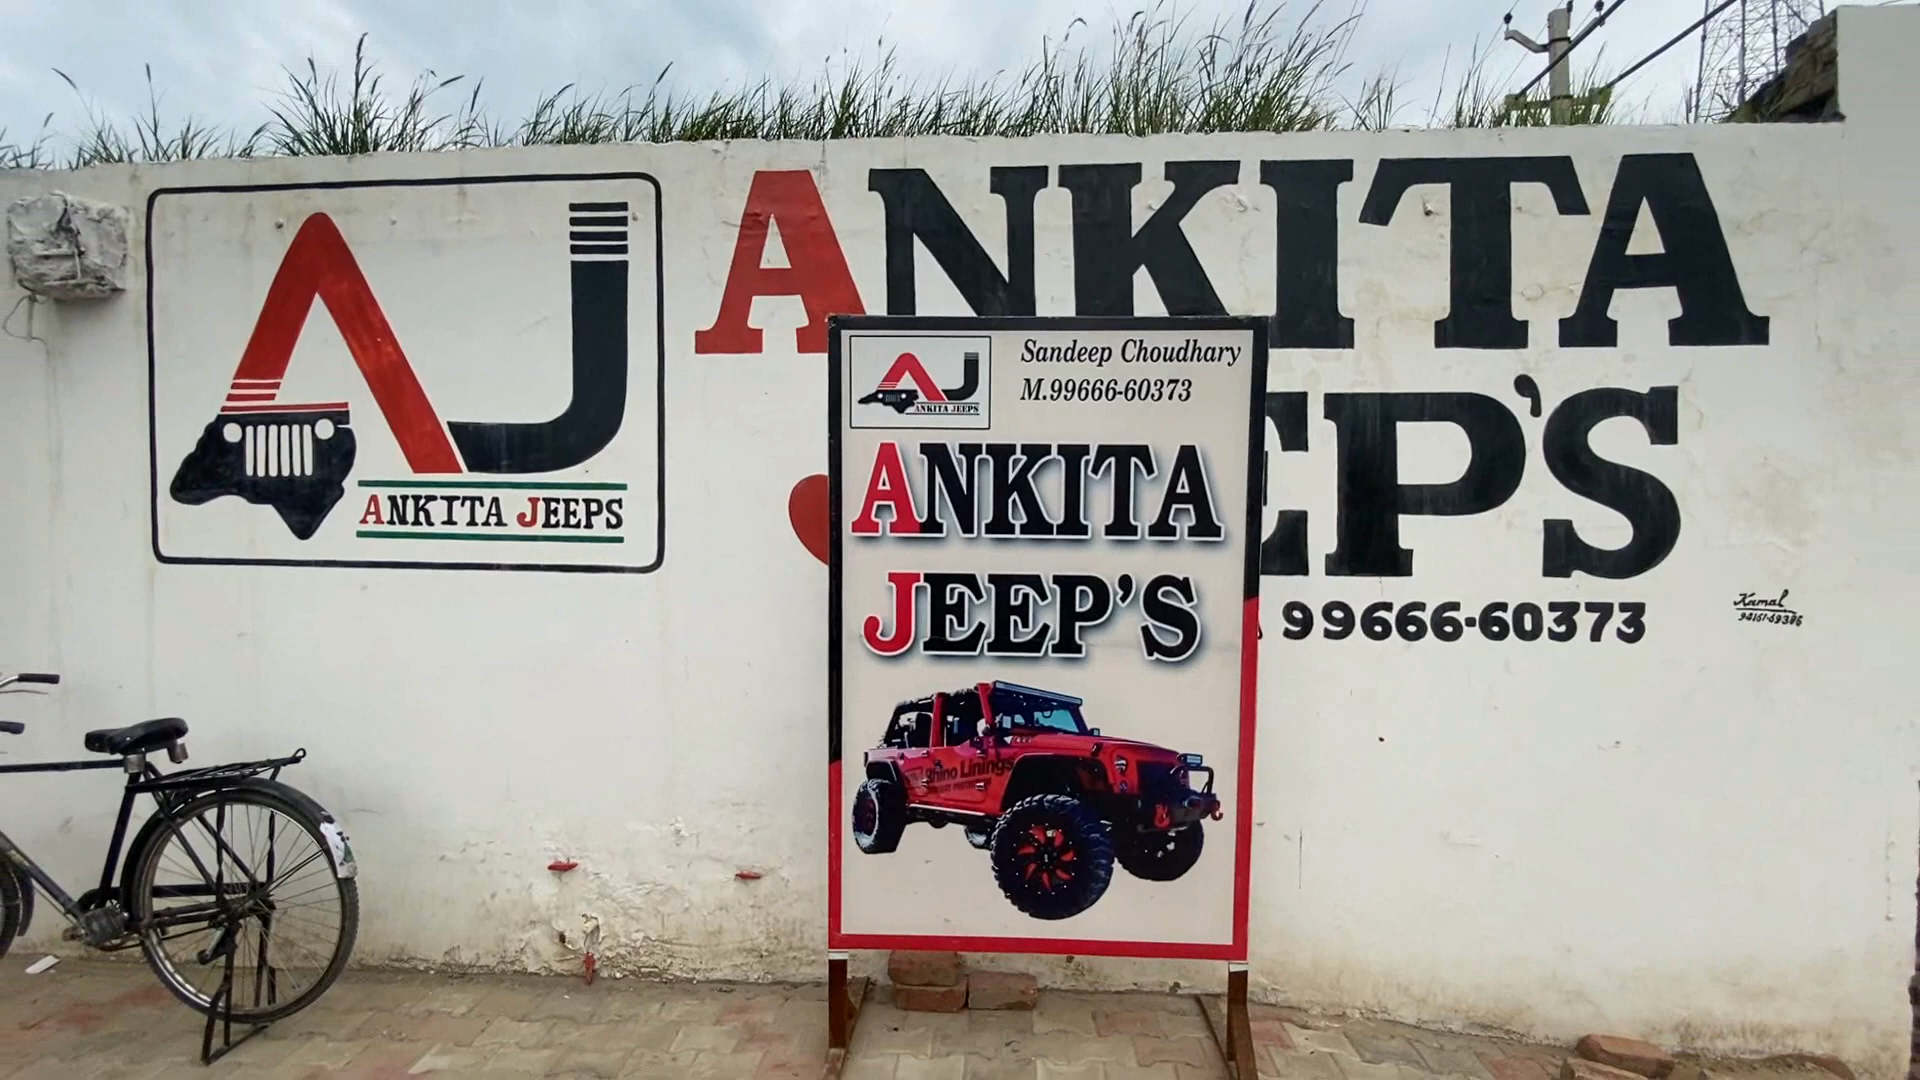 AJ
ANKITA JEEPS
ANKITA
EP'S
99666-60373
Kamal
AJ
ANKITA JEEPS
Sandeep Choudhary
M.99666-60373
ANKITA
JEEP'S
Rhino Linings